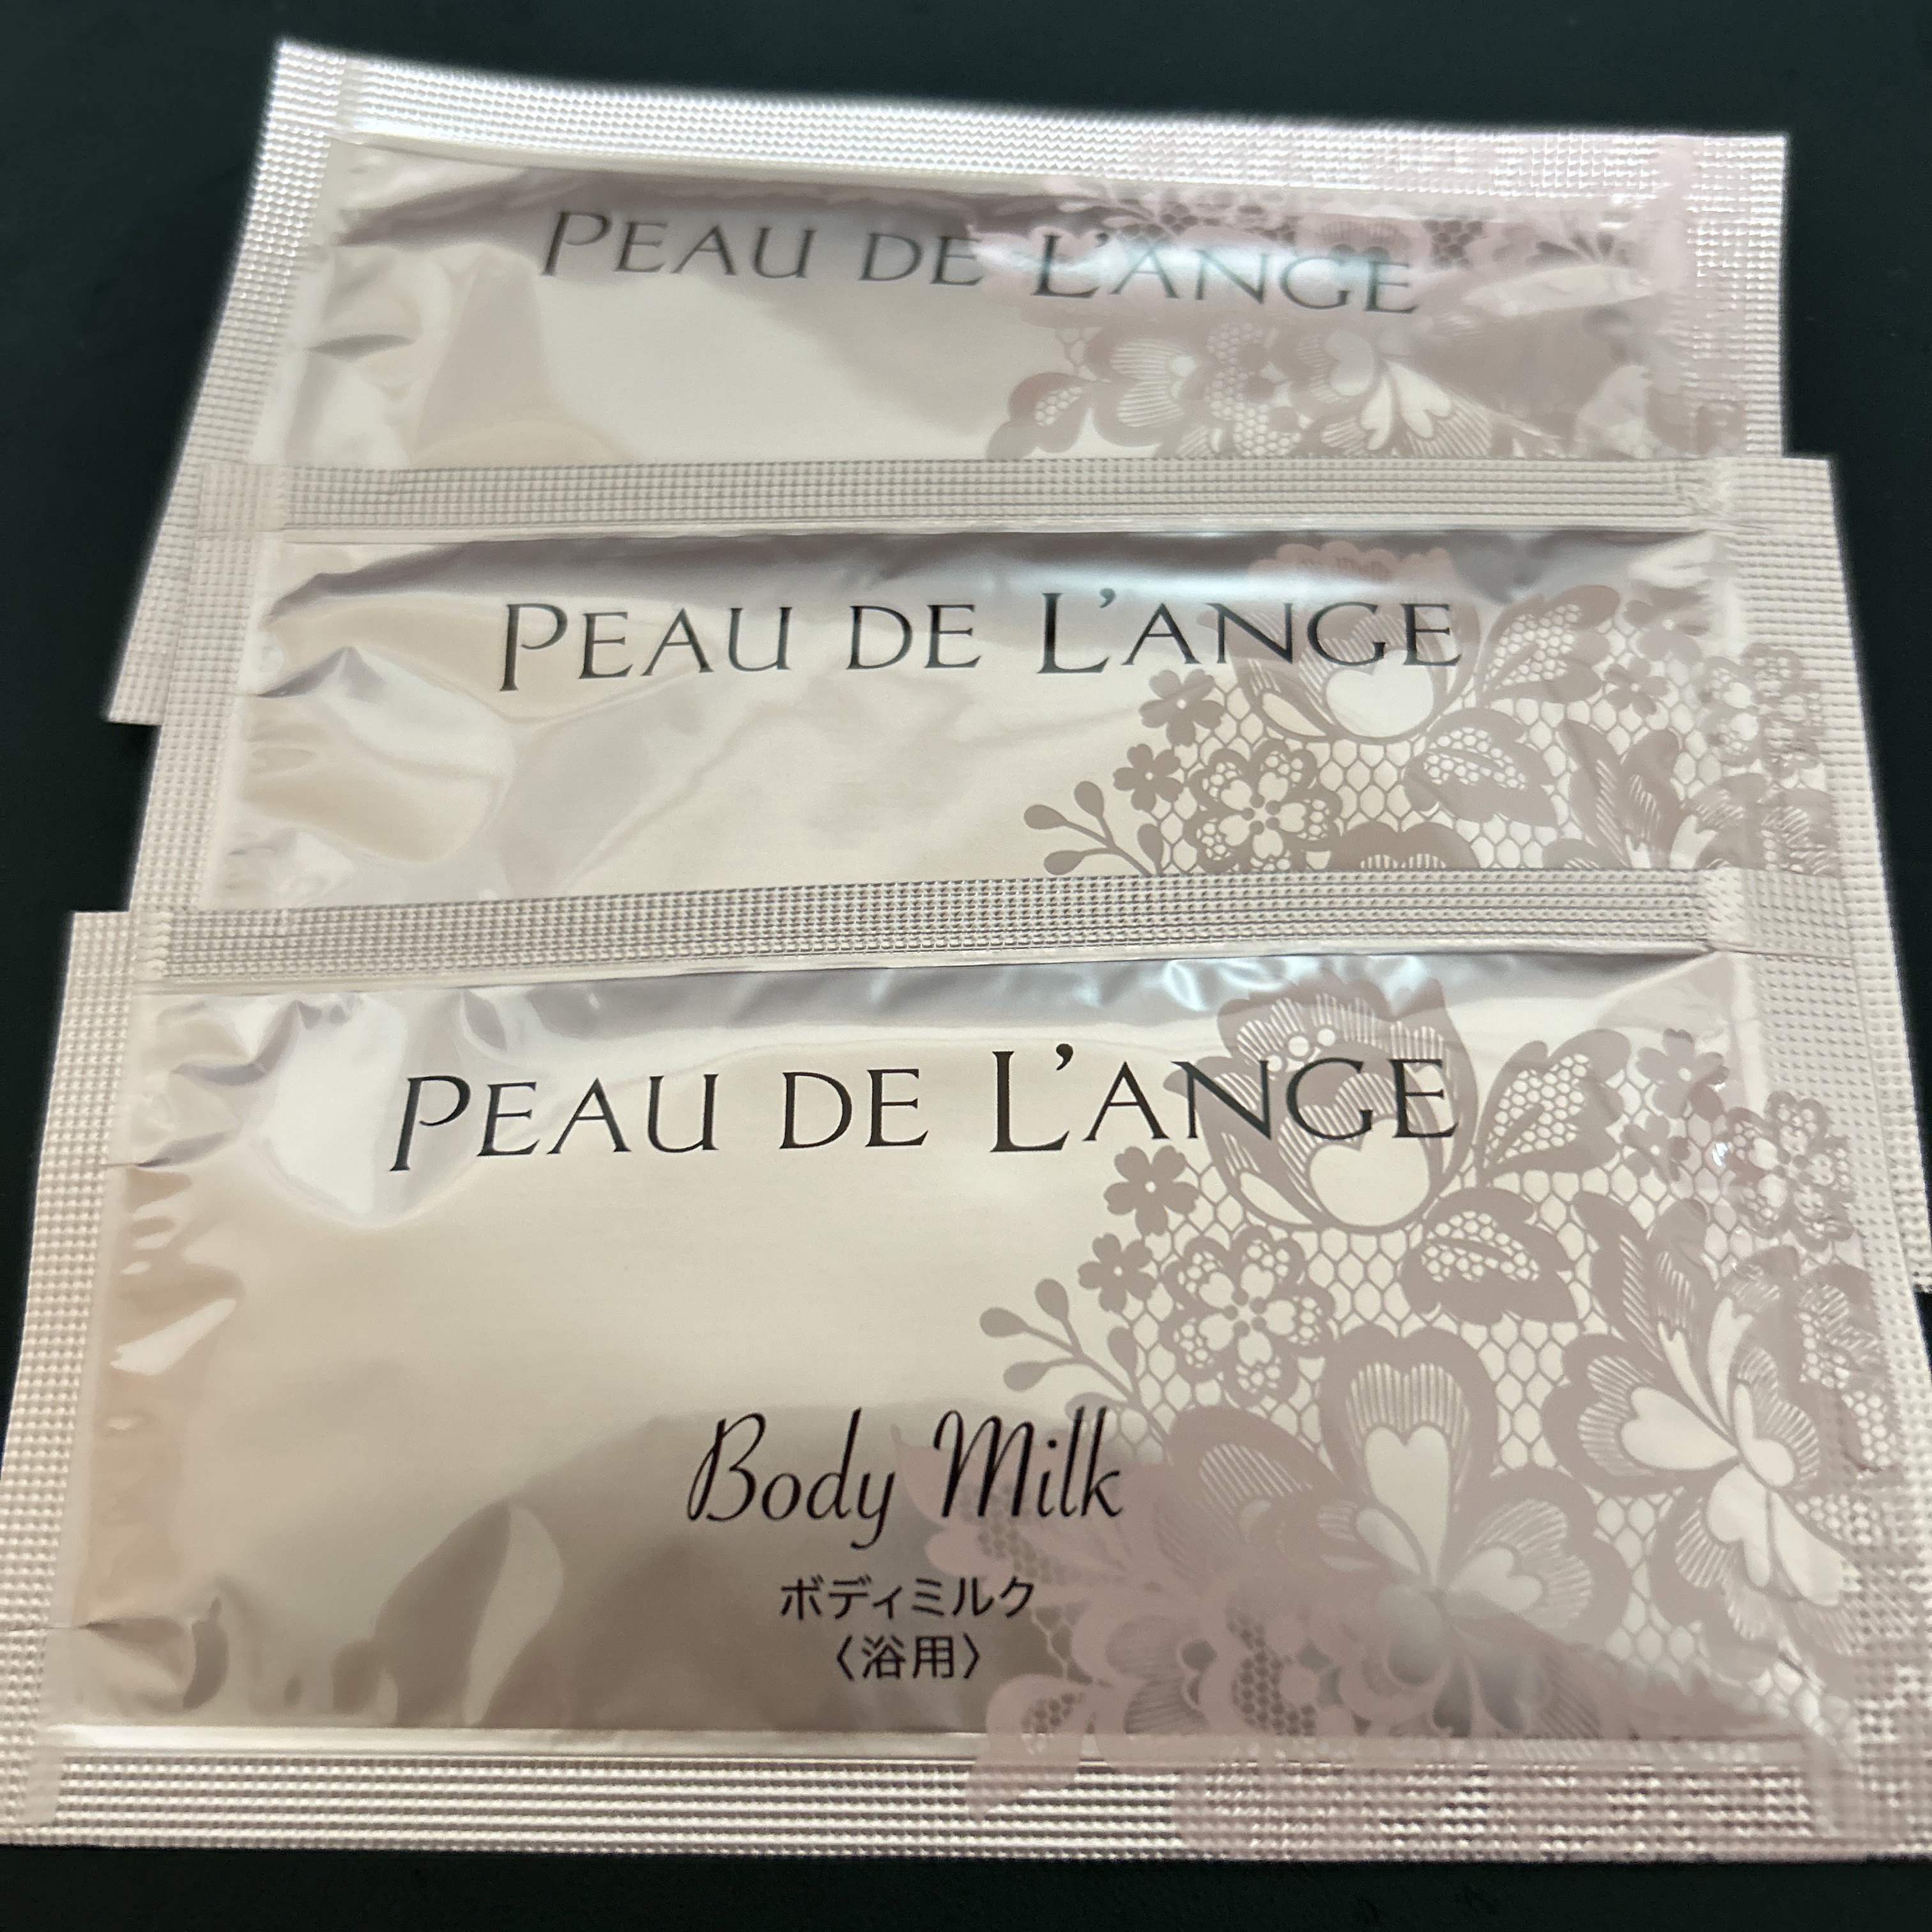 PEAU DE L'ANGE
PEAU DE L'ANGE
PEAU DE L'ANGE
Body Milk
ボディミルク
〈浴用〉